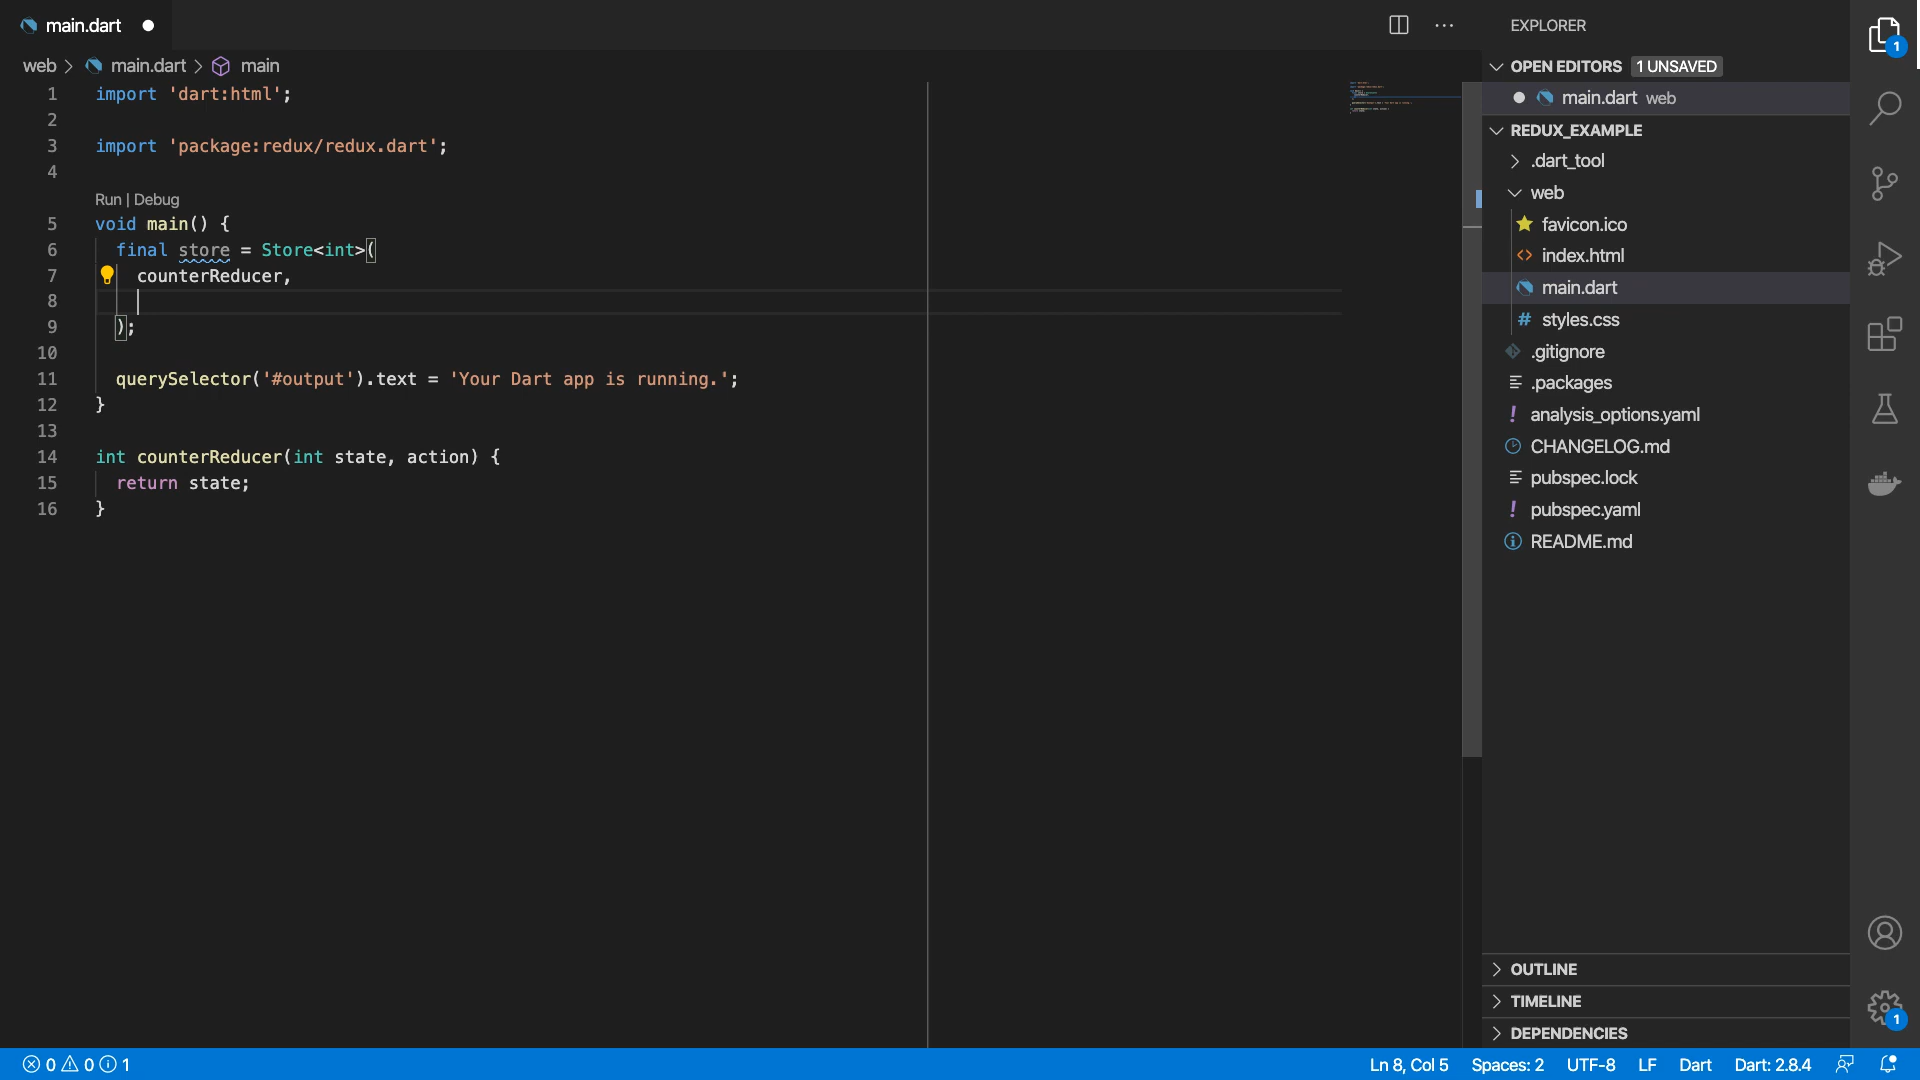 main.dart
web > main.dart > main
1 import 'dart:html';
2
3 import 'package:redux/redux.dart';
4
Run | Debug
5 void main() {
6 final store = Store<int>(
7 counterReducer,
8
9 );
10
11 querySelector('#output').text = 'Your Dart app is running.';
12 }
13
14 int counterReducer(int state, action) {
15 return state;
16 }
EXPLORER
OPEN EDITORS 1 UNSAVED
main.dart web
REDUX_EXAMPLE
.dart_tool
web
favicon.ico
index.html
main.dart
styles.css
.gitignore
.packages
analysis_options.yaml
CHANGELOG.md
pubspec.lock
pubspec.yaml
README.md
OUTLINE
TIMELINE
DEPENDENCIES
1
1
0 0 1
Ln 8, Col 5 Spaces: 2 UTF-8 LF Dart Dart: 2.8.4